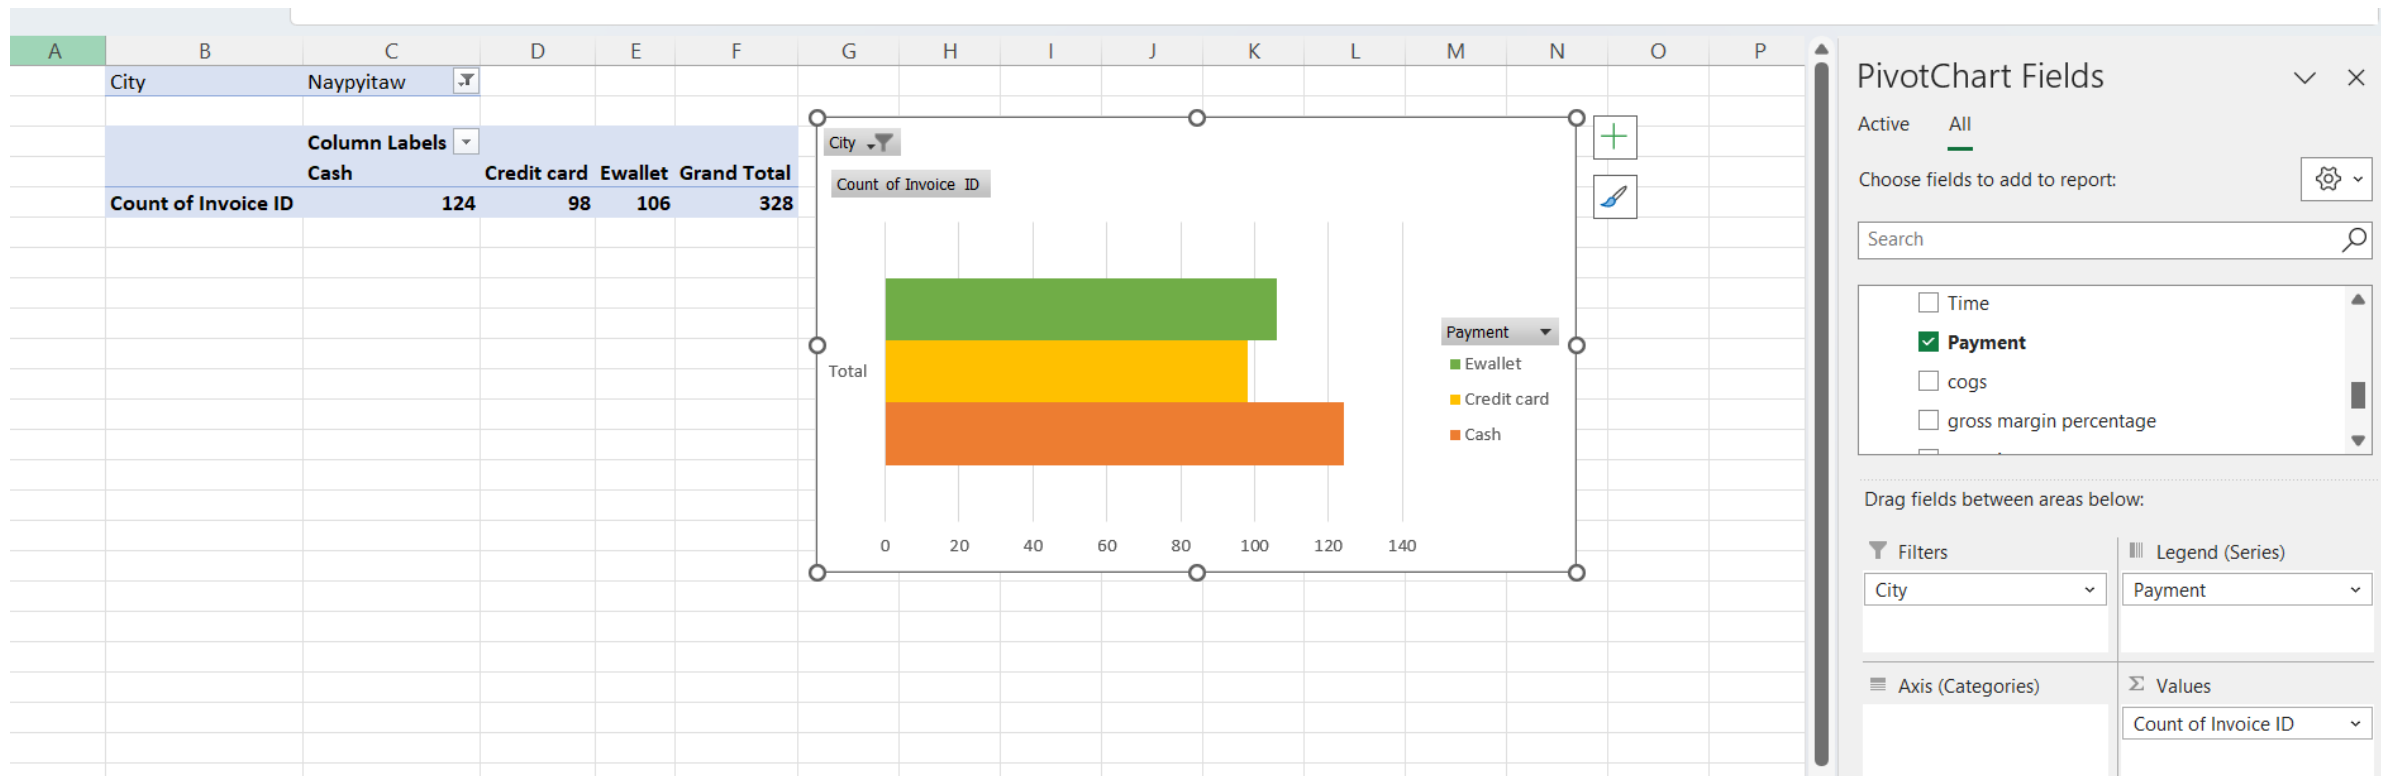 A B C D E F G H I J K L M N O P
City Naypyitaw
Column Labels
Cash Credit card Ewallet Grand Total
Count of Invoice ID 124 98 106 328
City
Count of Invoice ID
Total
0 20 40 60 80 100 120 140
Payment
Ewallet
Credit card
Cash
PivotChart Fields
Active All
Choose fields to add to report:
Search
Time
Payment
cogs
gross margin percentage
Drag fields between areas below:
Filters
City
Legend (Series)
Payment
Axis (Categories)
Σ Values
Count of Invoice ID